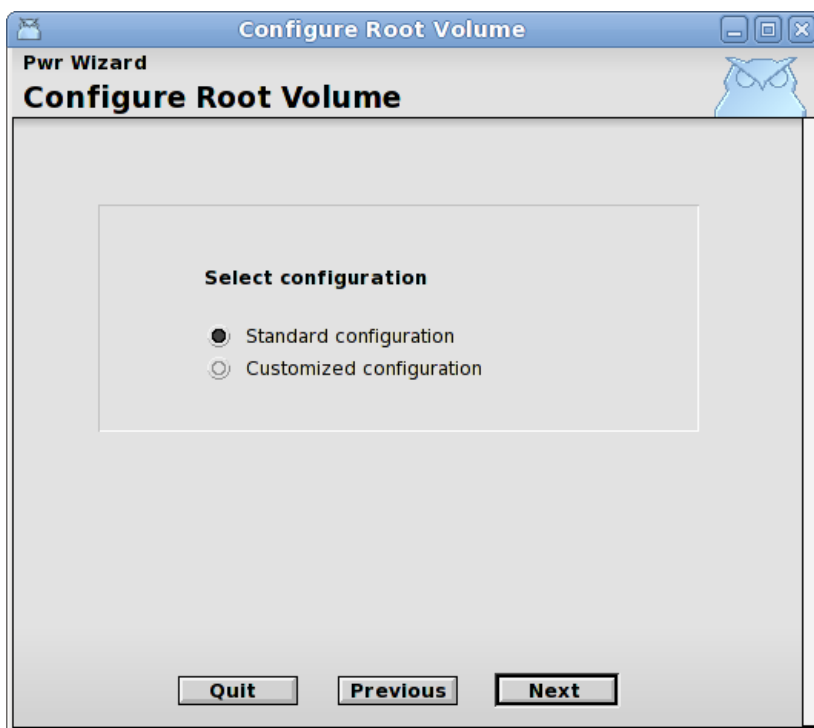 Configure Root Volume
Pwr Wizard
Configure Root Volume
Select configuration
Standard configuration
Customized configuration
Quit Previous Next